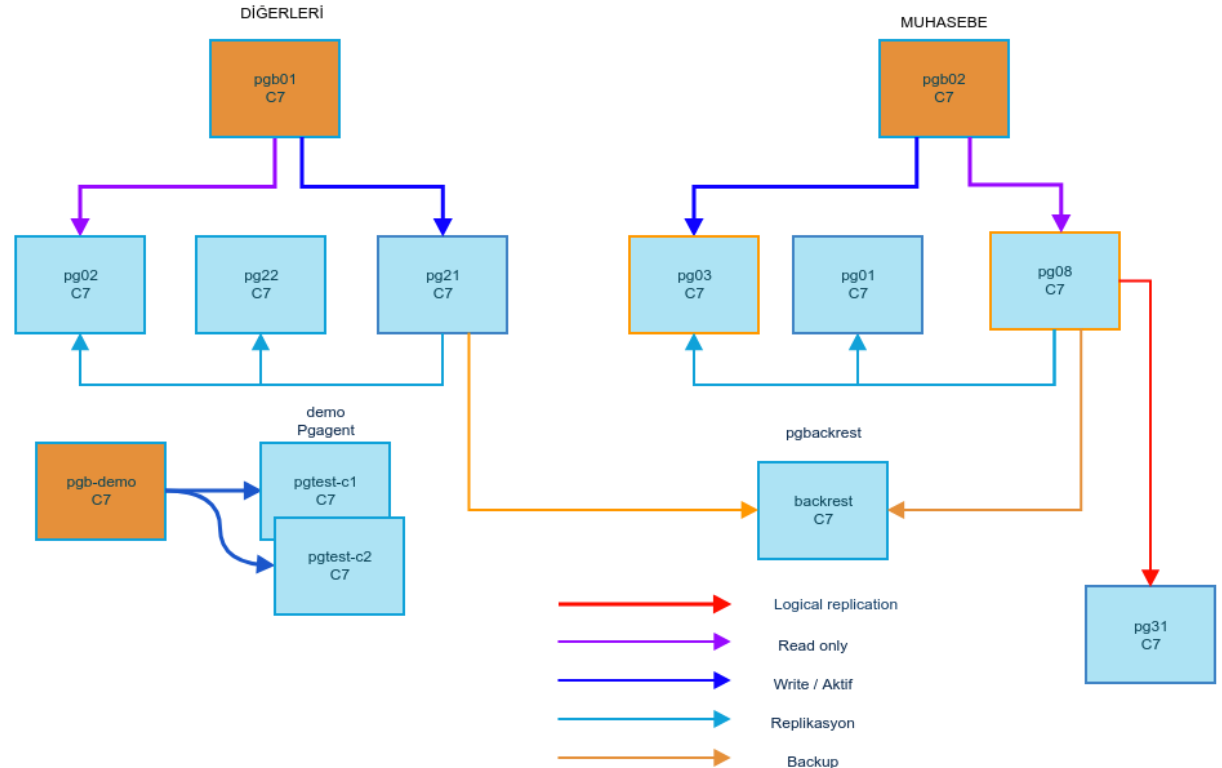 DİĞERLERİ
MUHASEBE
pgb01
C7
pgb02
C7
pg02
C7
pg22
C7
pg21
C7
pg03
C7
pg01
C7
pg08
C7
demo
Pgagent
pgbackrest
pgb-demo
C7
pgtest-c1
C7
pgtest-c2
C7
backrest
C7
pg31
C7
Logical replication
Read only
Write / Aktif
Replikasyon
Backup